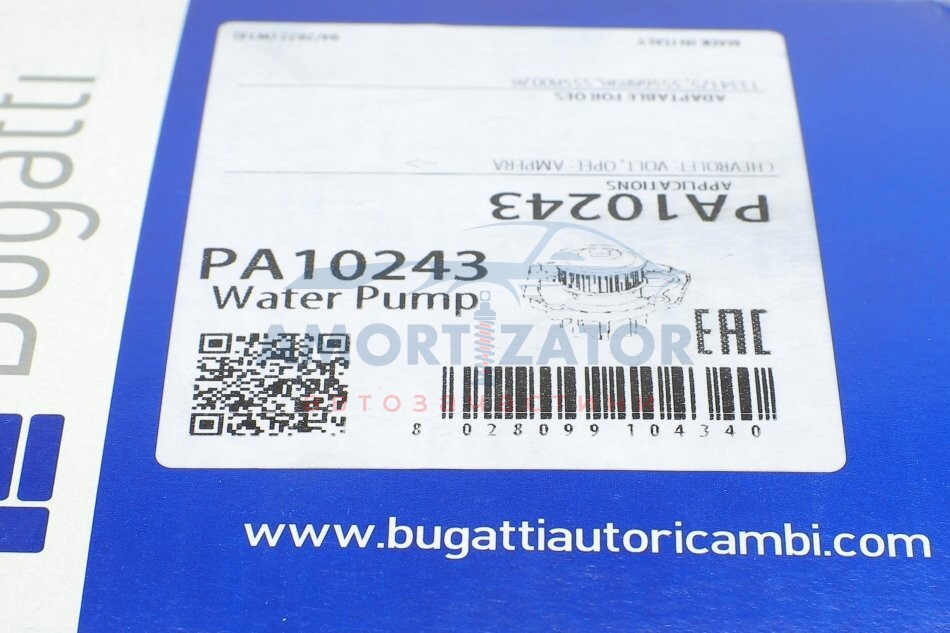 Bugatti
PA10243
Water Pump
EAC
8 028099 104340
PA10243
APPLICATIONS
CHEVROLET: VOLT, OPEL: AMPERA -->
ADAPTABLE FOR OES
MADE IN ITALY
AMORTIZATOR
АВТОЗАПЧАСТИНИ
www.bugattiautoricambi.com